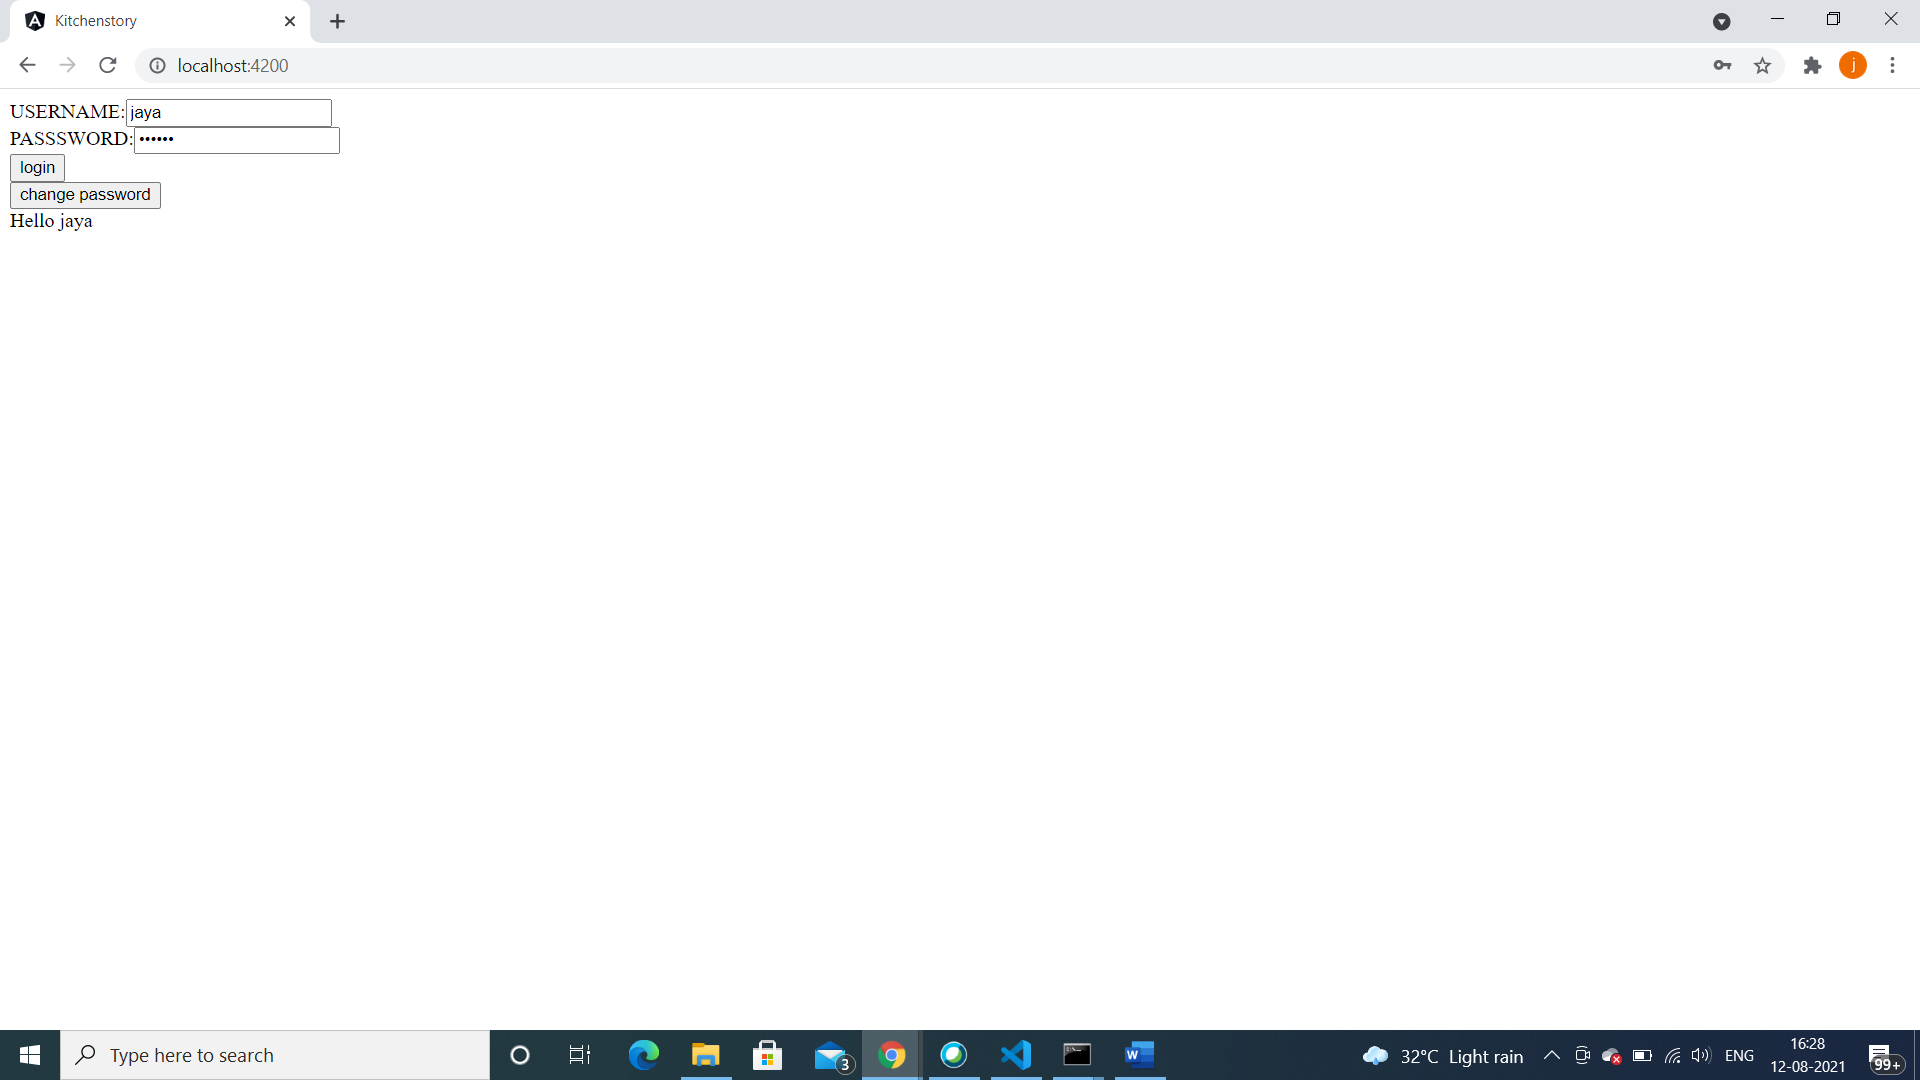 Kitchenstory
localhost:4200
j
USERNAME: jaya
PASSSWORD: ••••••
login
change password
Hello jaya
Type here to search
3
32°C Light rain
ENG
16:28
12-08-2021
99+